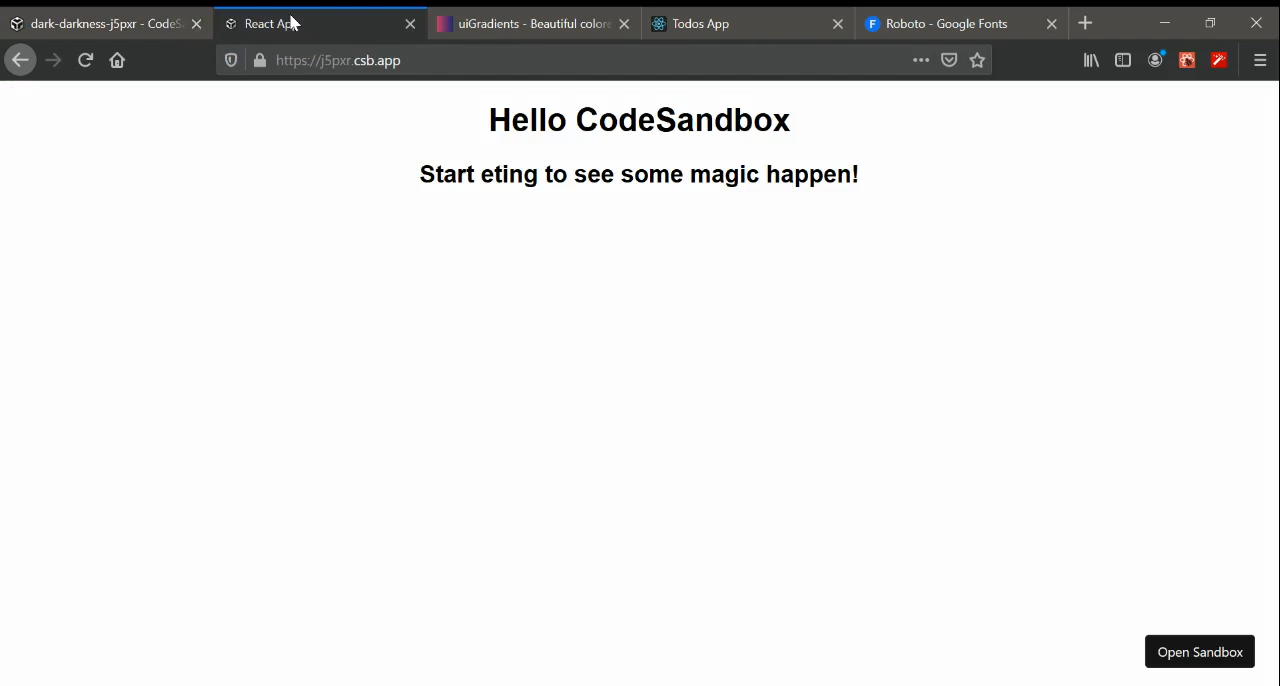 dark-darkness-j5pxr - CodeS
React App
uiGradients - Beautiful colore
Todos App
Roboto - Google Fonts
https://j5pxr.csb.app
Hello CodeSandbox
Start eting to see some magic happen!
Open Sandbox